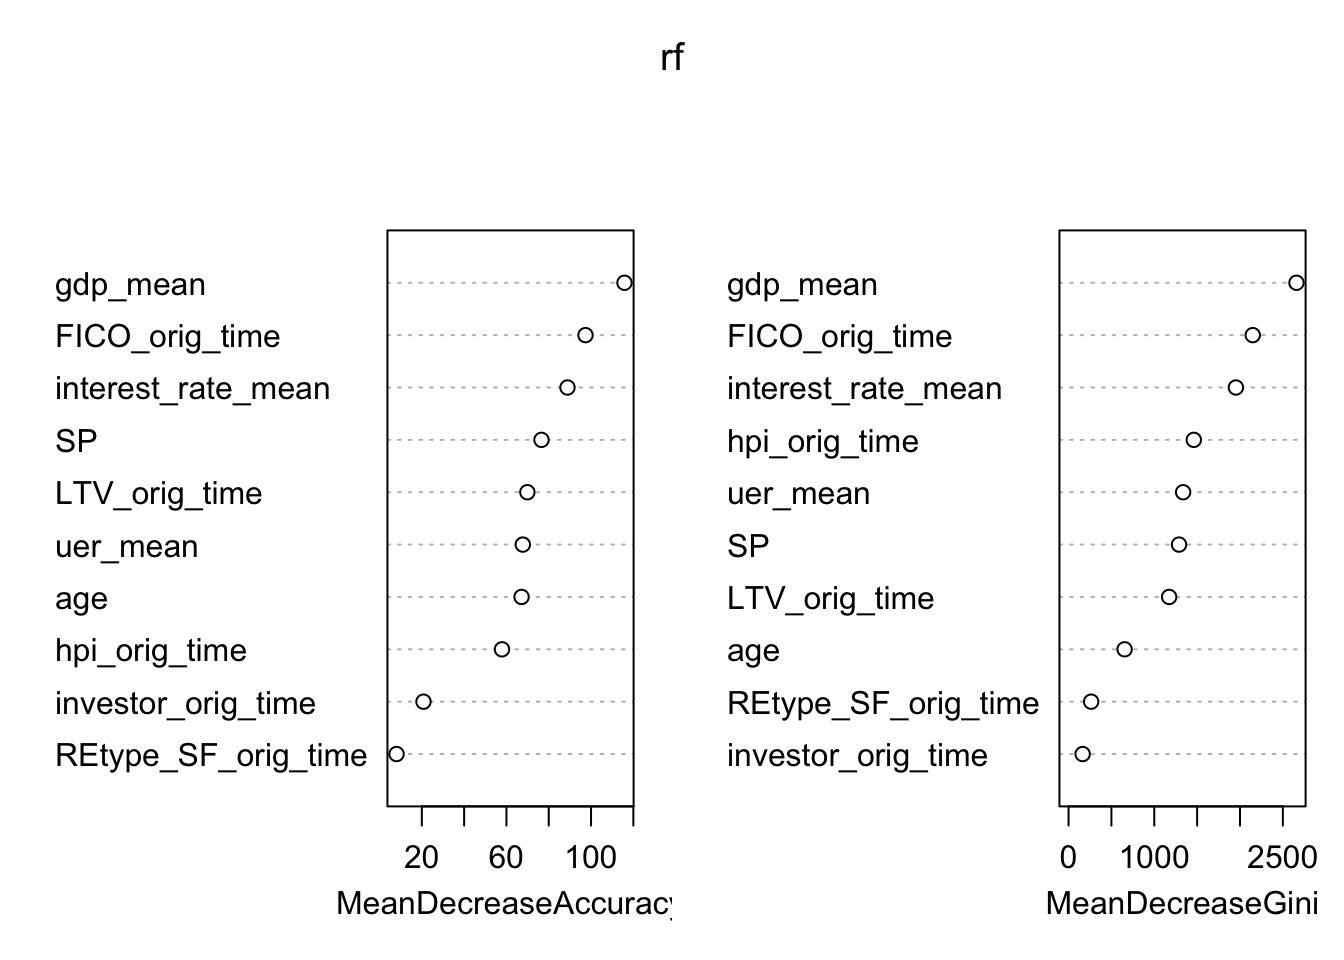 rf
gdp_mean
FICO_orig_time
interest_rate_mean
SP
LTV_orig_time
uer_mean
age
hpi_orig_time
investor_orig_time
REtype_SF_orig_time
20 60 100
MeanDecreaseAccuracy
gdp_mean
FICO_orig_time
interest_rate_mean
hpi_orig_time
uer_mean
SP
LTV_orig_time
age
REtype_SF_orig_time
investor_orig_time
0 1000 2500
MeanDecreaseGini